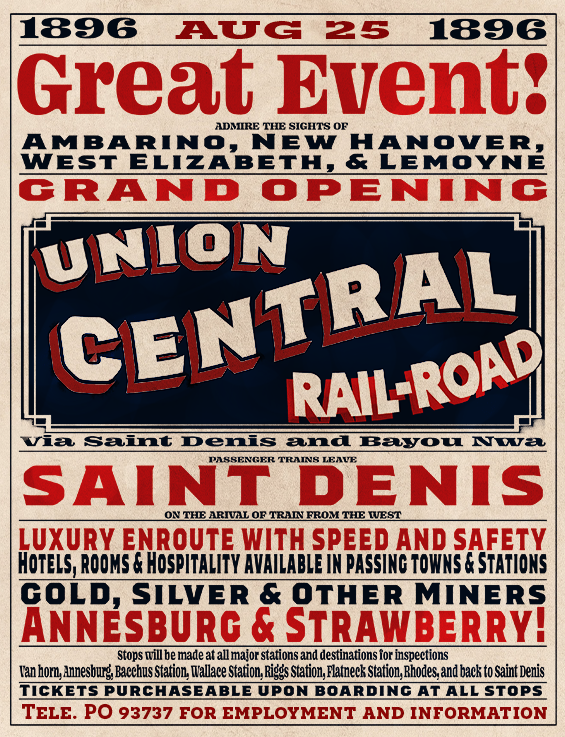 1896 AUG 25 1896
Great Event!
ADMIRE THE SIGHTS OF
AMBARINO, NEW HANOVER,
WEST ELIZABETH, & LEMOYNE
GRAND OPENING
UNION
CENTRAL
RAIL-ROAD
via Saint Denis and Bayou Nwa
PASSENGER TRAINS LEAVE
SAINT DENIS
ON THE ARIVAL OF TRAIN FROM THE WEST
LUXURY ENROUTE WITH SPEED AND SAFETY
HOTELS, ROOMS & HOSPITALITY AVAILABLE IN PASSING TOWNS & STATIONS
GOLD, SILVER & OTHER MINERS
ANNESBURG & STRAWBERRY!
Stops will be made at all major stations and destinations for inspections
Van horn, Annesburg, Bacchus Station, Wallace Station, Riggs Station, Flatneck Station, Rhodes, and back to Saint Denis
TICKETS PURCHASEABLE UPON BOARDING AT ALL STOPS
TELE. PO 93737 FOR EMPLOYMENT AND INFORMATION